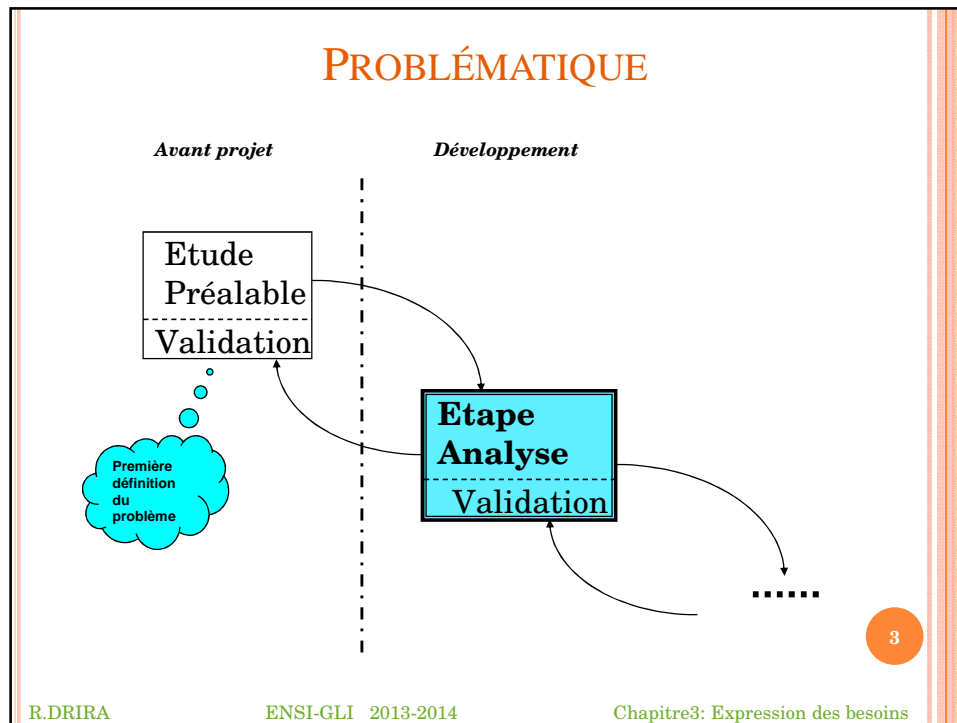 PROBLÉMATIQUE
Avant projet
Développement
Etude
Préalable
Validation
Première
définition
du
problème
Etape
Analyse
Validation
......
3
R.DRIRA
ENSI-GLI 2013-2014
Chapitre3: Expression des besoins